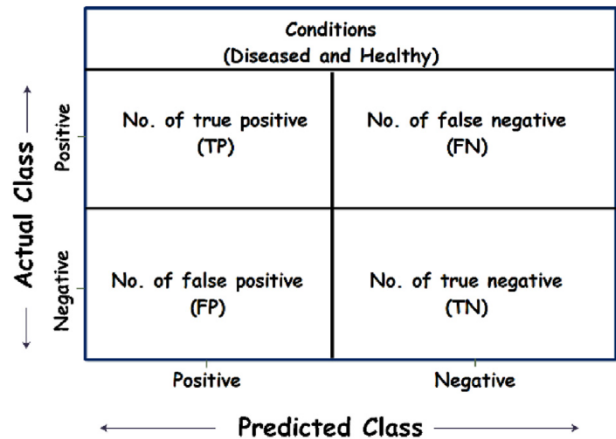 Conditions
(Diseased and Healthy)
No. of true positive
(TP)
No. of false negative
(FN)
No. of false positive
(FP)
No. of true negative
(TN)
Actual Class
Positive
Negative
Positive
Negative
Predicted Class